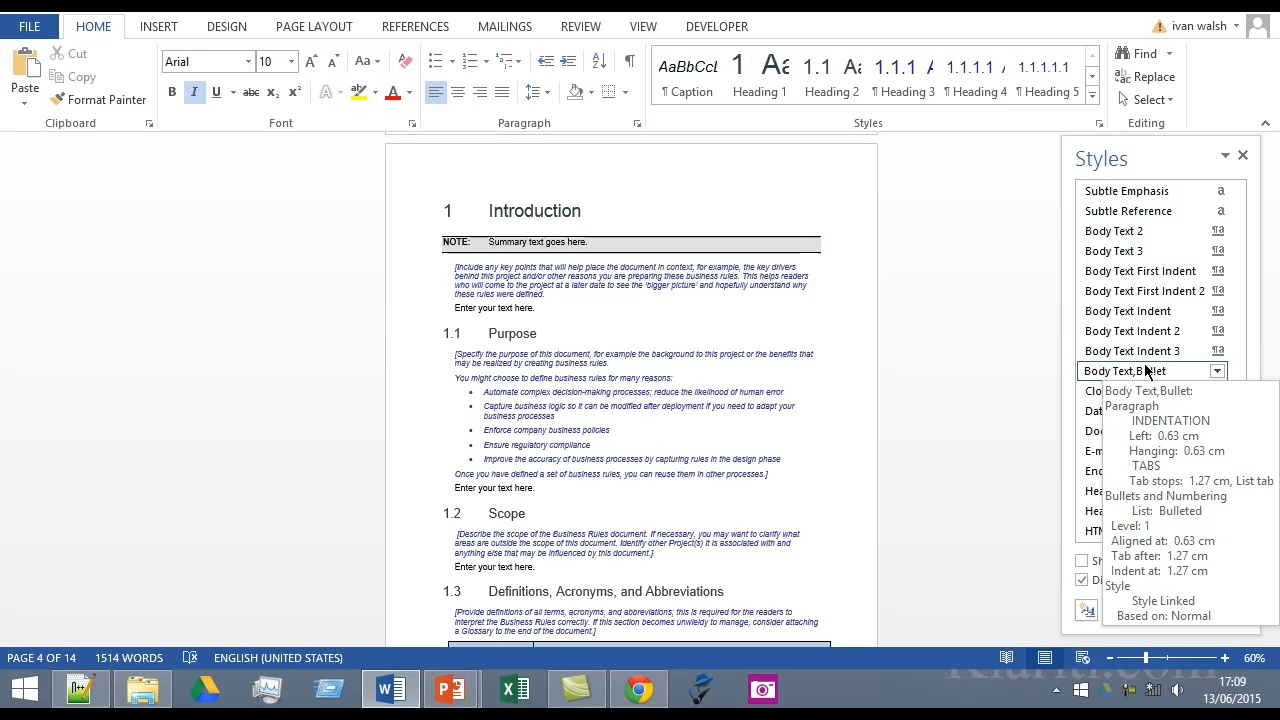 FILE HOME INSERT DESIGN PAGE LAYOUT REFERENCES MAILINGS REVIEW VIEW DEVELOPER ivan walsh
Paste
Cut
Copy
Format Painter
Clipboard
Arial 10 Aa
B I U abc X₂ X² A ab A
Font
Paragraph
AaBbCcL 1 Aa 1.1 Aa 1.1.1 A 1.1.1.1 1.1.1.1.1
¶ Caption Heading 1 Heading 2 ¶ Heading 3 ¶ Heading 4 ¶ Heading 5
Styles
Find
Replace
Select
Editing
1 Introduction
NOTE: Summary text goes here.
[Include any key points that will help place the document in context, for example, the key drivers
behind this project and/or other reasons you are preparing these business rules. This helps readers
who will come to the project at a later date to see the 'bigger picture' and hopefully understand why
these rules were defined.
Enter your text here.
1.1 Purpose
[Specify the purpose of this document, for example the background to this project or the benefits that
may be realized by creating business rules.
You might choose to define business rules for many reasons:
• Automate complex decision-making processes; reduce the likelihood of human error
• Capture business logic so it can be modified after deployment if you need to adapt your
business processes
• Enforce company business policies
• Ensure regulatory compliance
• Improve the accuracy of business processes by capturing rules in the design phase
Once you have defined a set of business rules, you can reuse them in other processes.]
Enter your text here.
1.2 Scope
[Describe the scope of the Business Rules document. If necessary, you may want to clarify what
areas are outside the scope of this document. Identify other Project(s) it is associated with and
anything else that may be influenced by this document.]
Enter your text here.
1.3 Definitions, Acronyms, and Abbreviations
[Provide definitions of all terms, acronyms, and abbreviations; this is required for the readers to
interpret the Business Rules correctly. If this section becomes unwieldy to manage, consider attaching
a Glossary to the end of the document.]
Styles
Subtle Emphasis a
Subtle Reference a
Body Text 2 ¶a
Body Text 3 ¶a
Body Text First Indent ¶a
Body Text First Indent 2 ¶a
Body Text Indent ¶a
Body Text Indent 2 ¶a
Body Text Indent 3 ¶a
Body Text,Bullet
Clo
Dat
Do
E-m
End
Hea
Hea
HTM
Sh
Di
Body Text,Bullet:
Paragraph
INDENTATION
Left: 0.63 cm
Hanging: 0.63 cm
TABS
Tab stops: 1.27 cm, List tab
Bullets and Numbering
List: Bulleted
Level: 1
Aligned at: 0.63 cm
Tab after: 1.27 cm
Indent at: 1.27 cm
Style
Style Linked
Based on: Normal
PAGE 4 OF 14 1514 WORDS ENGLISH (UNITED STATES) 60%
Klariti.com
17:09
13/06/2015